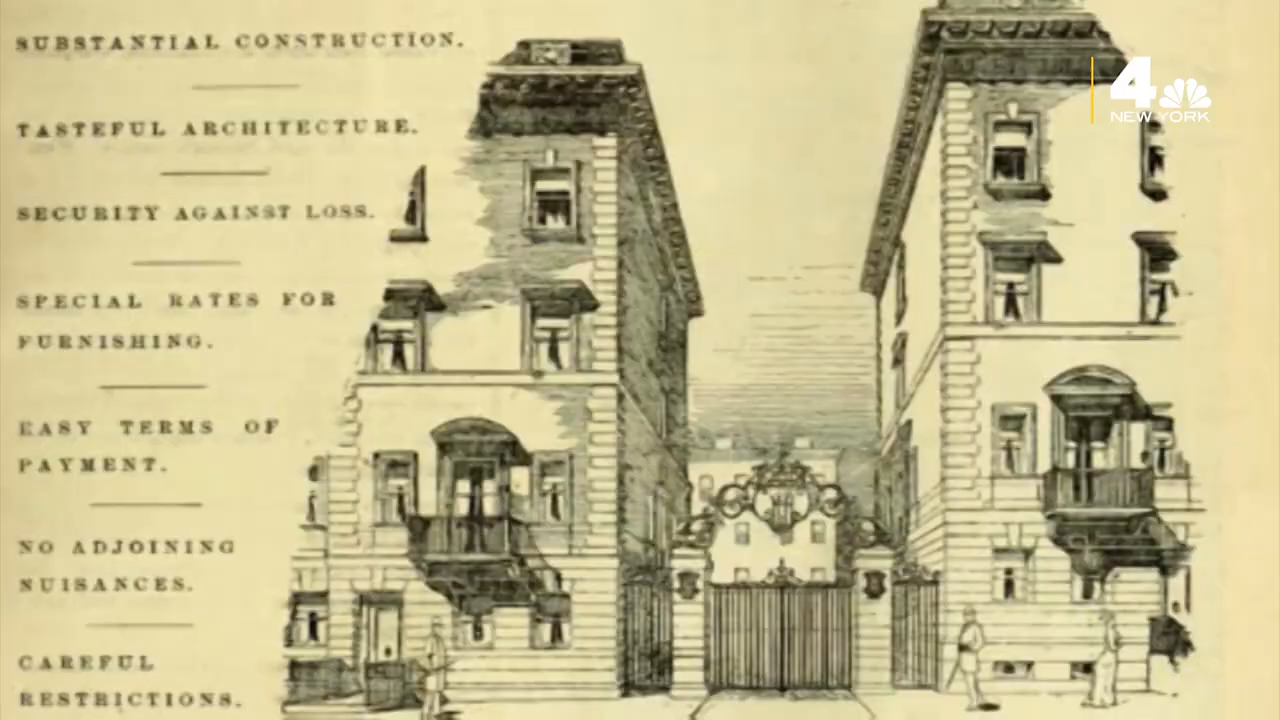 SUBSTANTIAL CONSTRUCTION.
TASTEFUL ARCHITECTURE.
SECURITY AGAINST LOSS.
SPECIAL RATES FOR
FURNISHING.
EASY TERMS OF
PAYMENT.
NO ADJOINING
NUISANCES.
CAREFUL
RESTRICTIONS.
4
NEW YORK